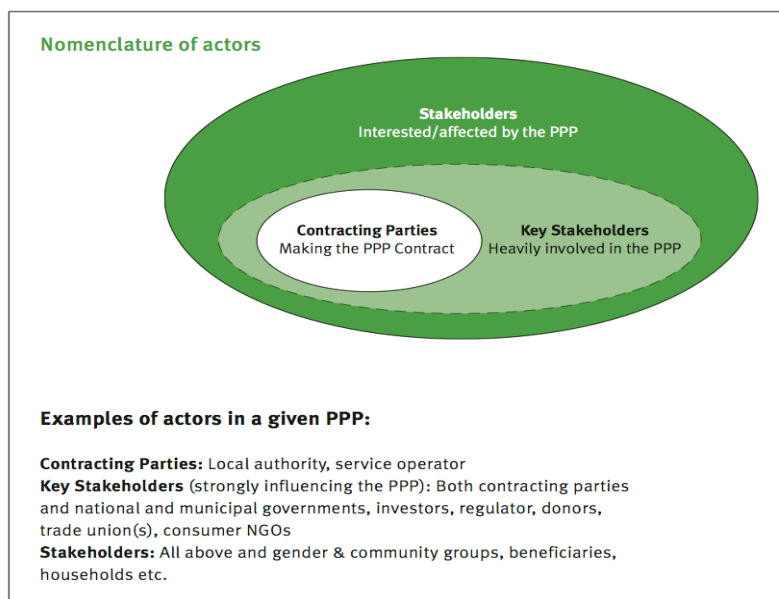 Nomenclature of actors
Stakeholders
Interested/affected by the PPP
Contracting Parties
Making the PPP Contract
Key Stakeholders
Heavily involved in the PPP
Examples of actors in a given PPP:
Contracting Parties: Local authority, service operator
Key Stakeholders (strongly influencing the PPP): Both contracting parties
and national and municipal governments, investors, regulator, donors,
trade union(s), consumer NGOs
Stakeholders: All above and gender & community groups, beneficiaries,
households etc.